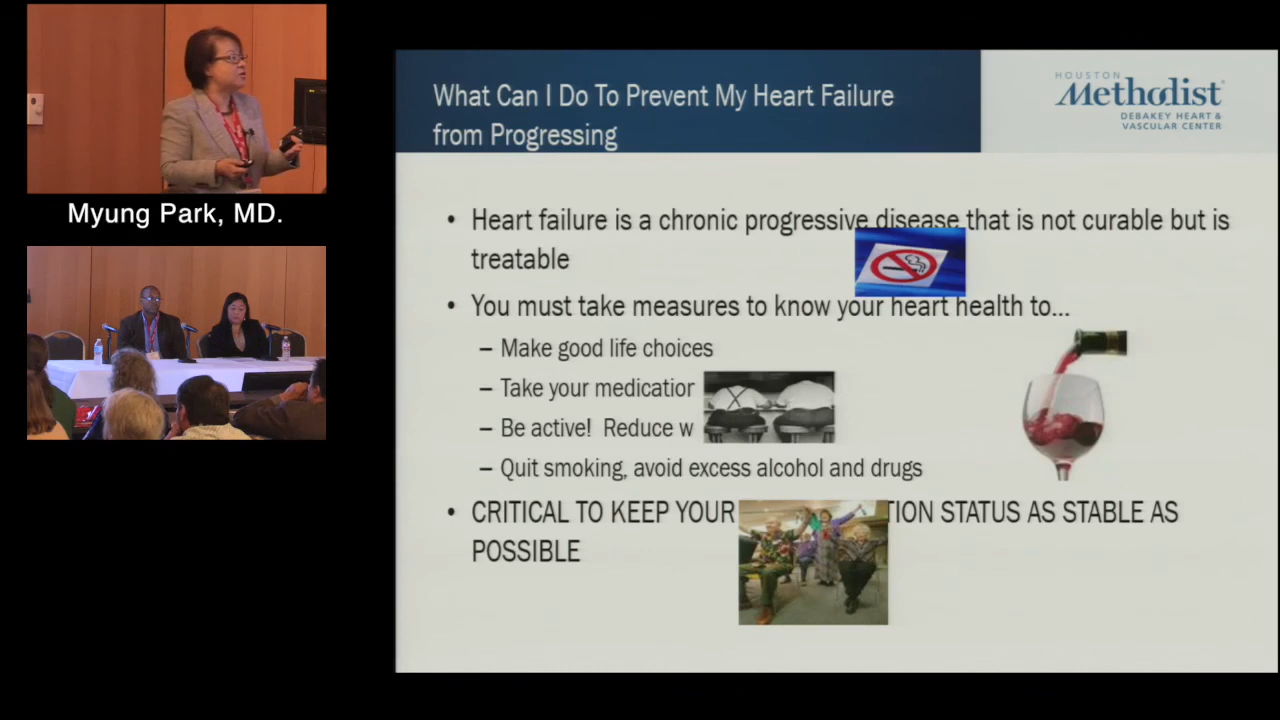 Myung Park, MD.
What Can I Do To Prevent My Heart Failure
from Progressing
HOUSTON
Methodist
DEBAKEY HEART &
VASCULAR CENTER
• Heart failure is a chronic progressive disease that is not curable but is
treatable
• You must take measures to know your heart health to...
– Make good life choices
– Take your medication
– Be active! Reduce w
– Quit smoking, avoid excess alcohol and drugs
• CRITICAL TO KEEP YOUR TION STATUS AS STABLE AS
POSSIBLE